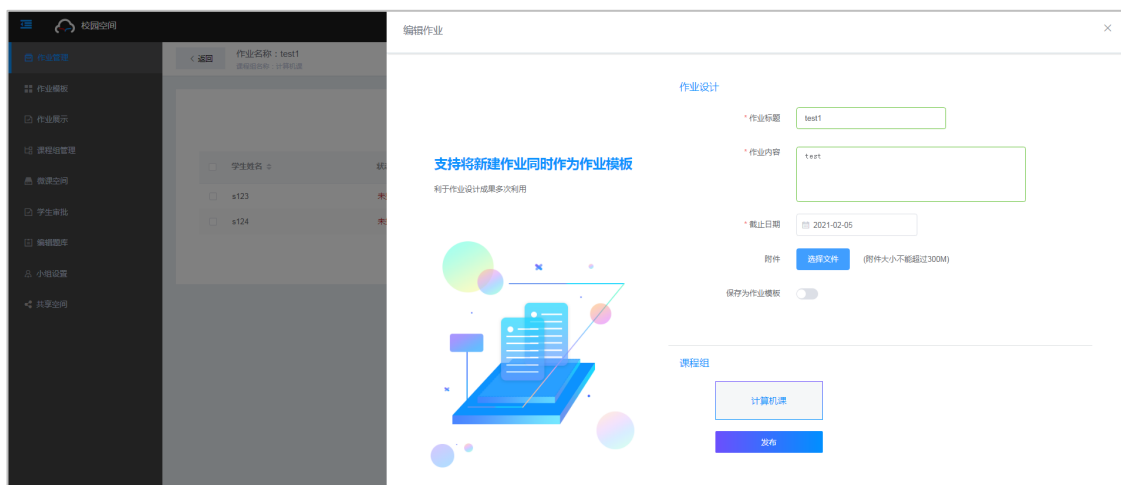 校园空间
作业管理
作业模板
作业展示
课程组管理
微课空间
学生审批
编辑题库
小组设置
共享空间
< 返回
作业名称：test1
课程组名称：计算机课
学生姓名
状
s123
未
s124
未
编辑作业
支持将新建作业同时作为作业模板
利于作业设计成果多次利用
作业设计
* 作业标题 test1
* 作业内容 test
* 截止日期 2021-02-05
附件 选择文件 (附件大小不能超过300M)
保存为作业模板
课程组
计算机课
发布